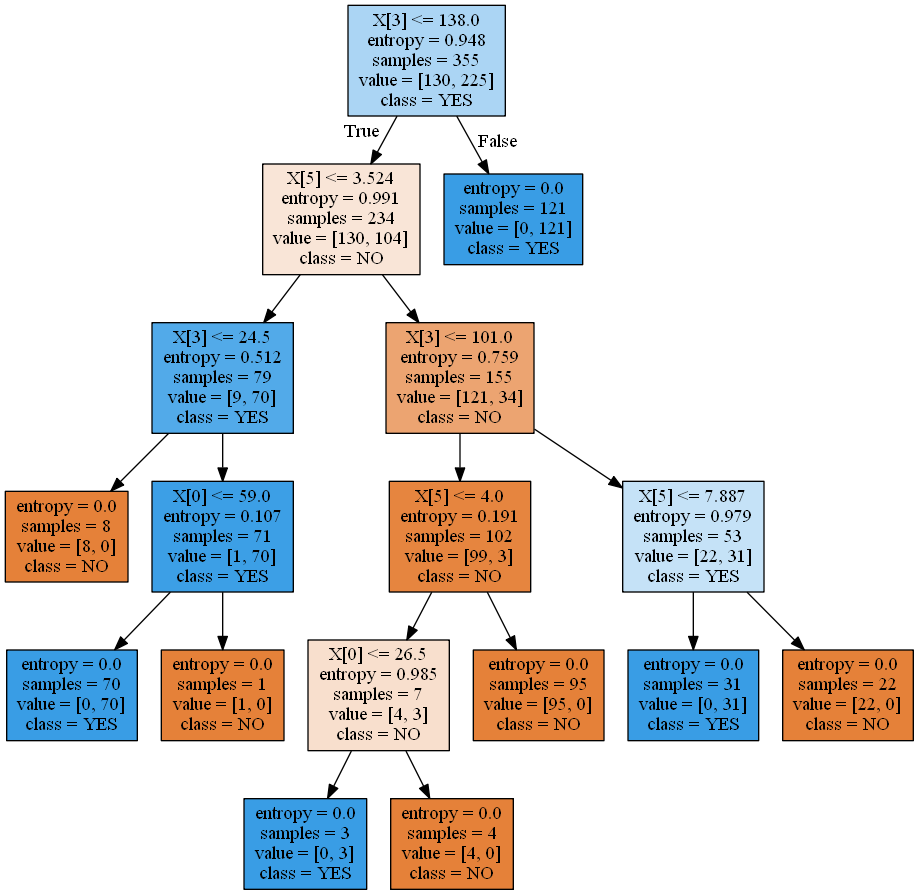 X[3] <= 138.0
entropy = 0.948
samples = 355
value = [130, 225]
class = YES
True
False
X[5] <= 3.524
entropy = 0.991
samples = 234
value = [130, 104]
class = NO
entropy = 0.0
samples = 121
value = [0, 121]
class = YES
X[3] <= 24.5
entropy = 0.512
samples = 79
value = [9, 70]
class = YES
X[3] <= 101.0
entropy = 0.759
samples = 155
value = [121, 34]
class = NO
entropy = 0.0
samples = 8
value = [8, 0]
class = NO
X[0] <= 59.0
entropy = 0.107
samples = 71
value = [1, 70]
class = YES
X[5] <= 4.0
entropy = 0.191
samples = 102
value = [99, 3]
class = NO
X[5] <= 7.887
entropy = 0.979
samples = 53
value = [22, 31]
class = YES
entropy = 0.0
samples = 70
value = [0, 70]
class = YES
entropy = 0.0
samples = 1
value = [1, 0]
class = NO
X[0] <= 26.5
entropy = 0.985
samples = 7
value = [4, 3]
class = NO
entropy = 0.0
samples = 95
value = [95, 0]
class = NO
entropy = 0.0
samples = 31
value = [0, 31]
class = YES
entropy = 0.0
samples = 22
value = [22, 0]
class = NO
entropy = 0.0
samples = 3
value = [0, 3]
class = YES
entropy = 0.0
samples = 4
value = [4, 0]
class = NO